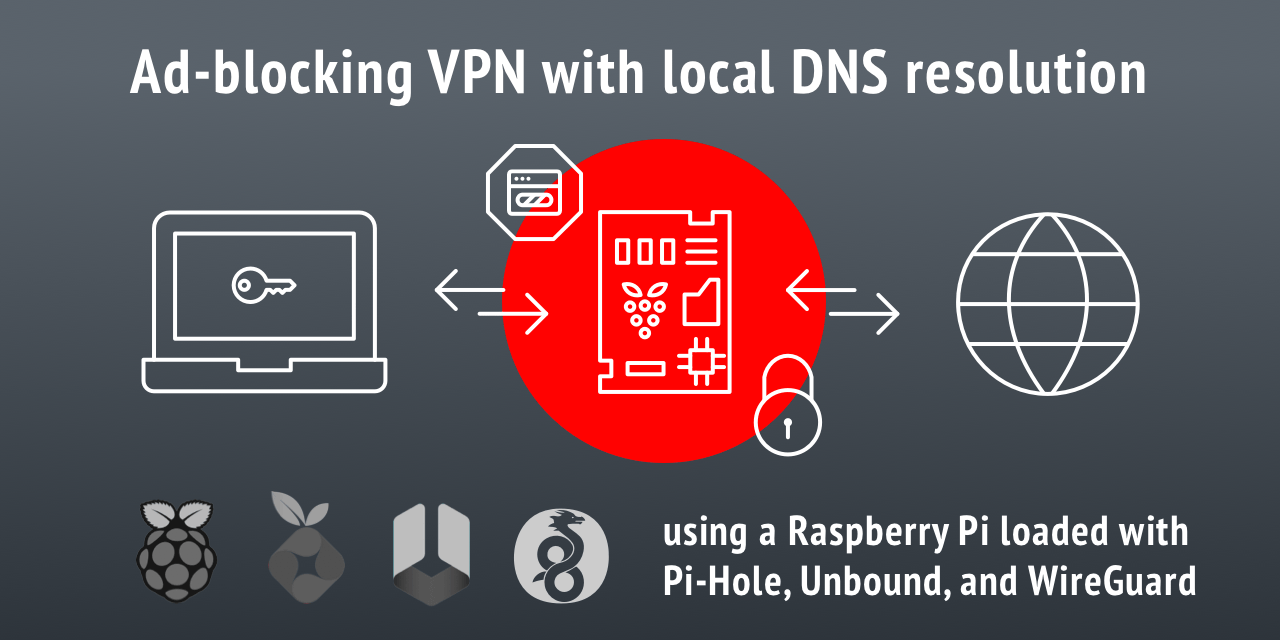 Ad-blocking VPN with local DNS resolution
using a Raspberry Pi loaded with
Pi-Hole, Unbound, and WireGuard